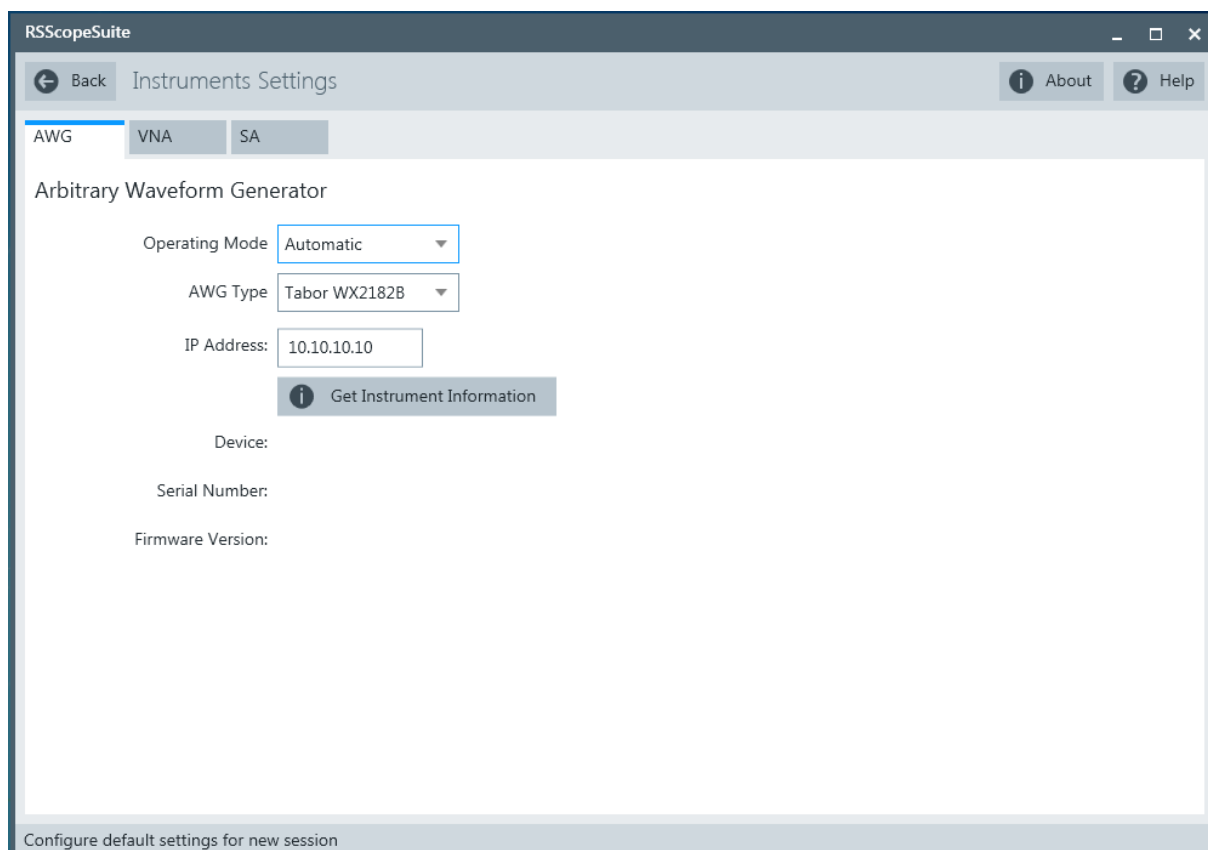 RSScopeSuite
Back Instruments Settings About Help
AWG VNA SA
Arbitrary Waveform Generator
Operating Mode Automatic
AWG Type Tabor WX2182B
IP Address: 10.10.10.10
Get Instrument Information
Device:
Serial Number:
Firmware Version:
Configure default settings for new session